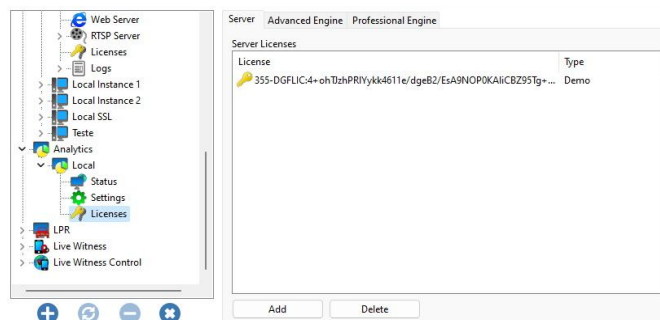 Web Server
RTSP Server
Licenses
Logs
Local Instance 1
Local Instance 2
Local SSL
Teste
Analytics
Local
Status
Settings
Licenses
LPR
Live Witness
Live Witness Control
Server Advanced Engine Professional Engine
Server Licenses
License Type
355-DGFLIC:4+ohTJzhPRIYykk4611e/dgeB2/EsA9NOP0KAliCBZ95Tg+... Demo
Add Delete